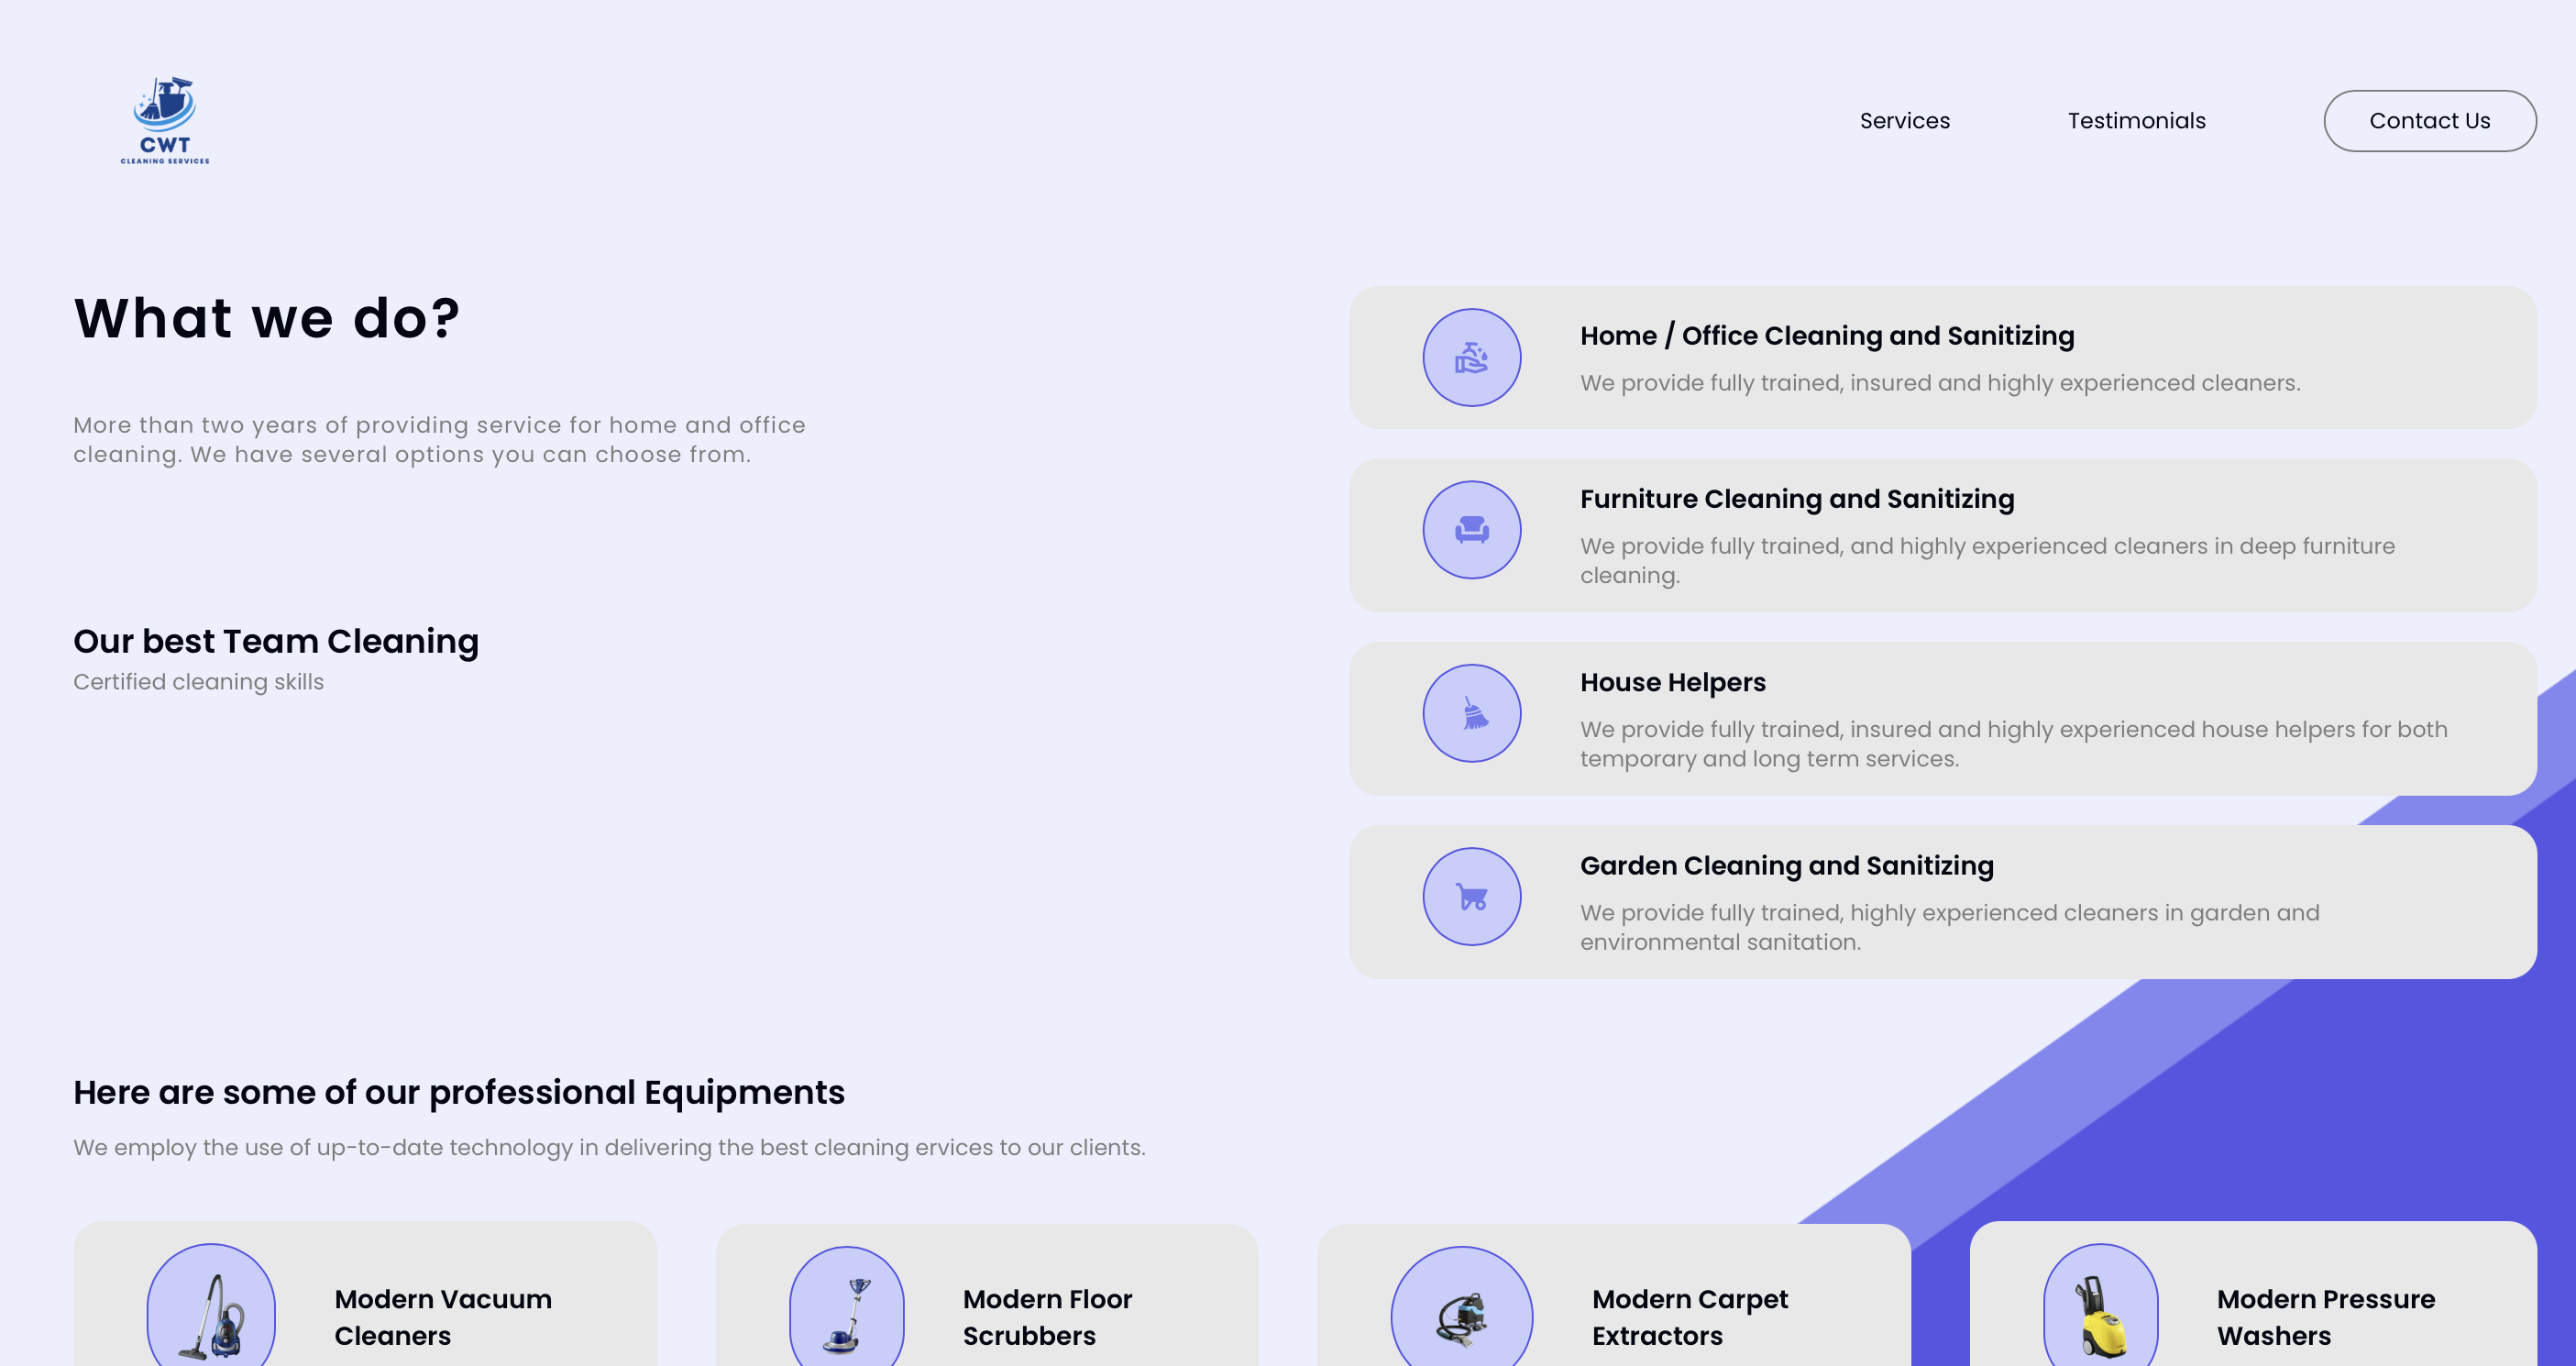 CWT
CLEANING SERVICES
Services
Testimonials
Contact Us
What we do?
More than two years of providing service for home and office
cleaning. We have several options you can choose from.
Our best Team Cleaning
Certified cleaning skills
Home / Office Cleaning and Sanitizing
We provide fully trained, insured and highly experienced cleaners.
Furniture Cleaning and Sanitizing
We provide fully trained, and highly experienced cleaners in deep furniture
cleaning.
House Helpers
We provide fully trained, insured and highly experienced house helpers for both
temporary and long term services.
Garden Cleaning and Sanitizing
We provide fully trained, highly experienced cleaners in garden and
environmental sanitation.
Here are some of our professional Equipments
We employ the use of up-to-date technology in delivering the best cleaning ervices to our clients.
Modern Vacuum
Cleaners
Modern Floor
Scrubbers
Modern Carpet
Extractors
Modern Pressure
Washers